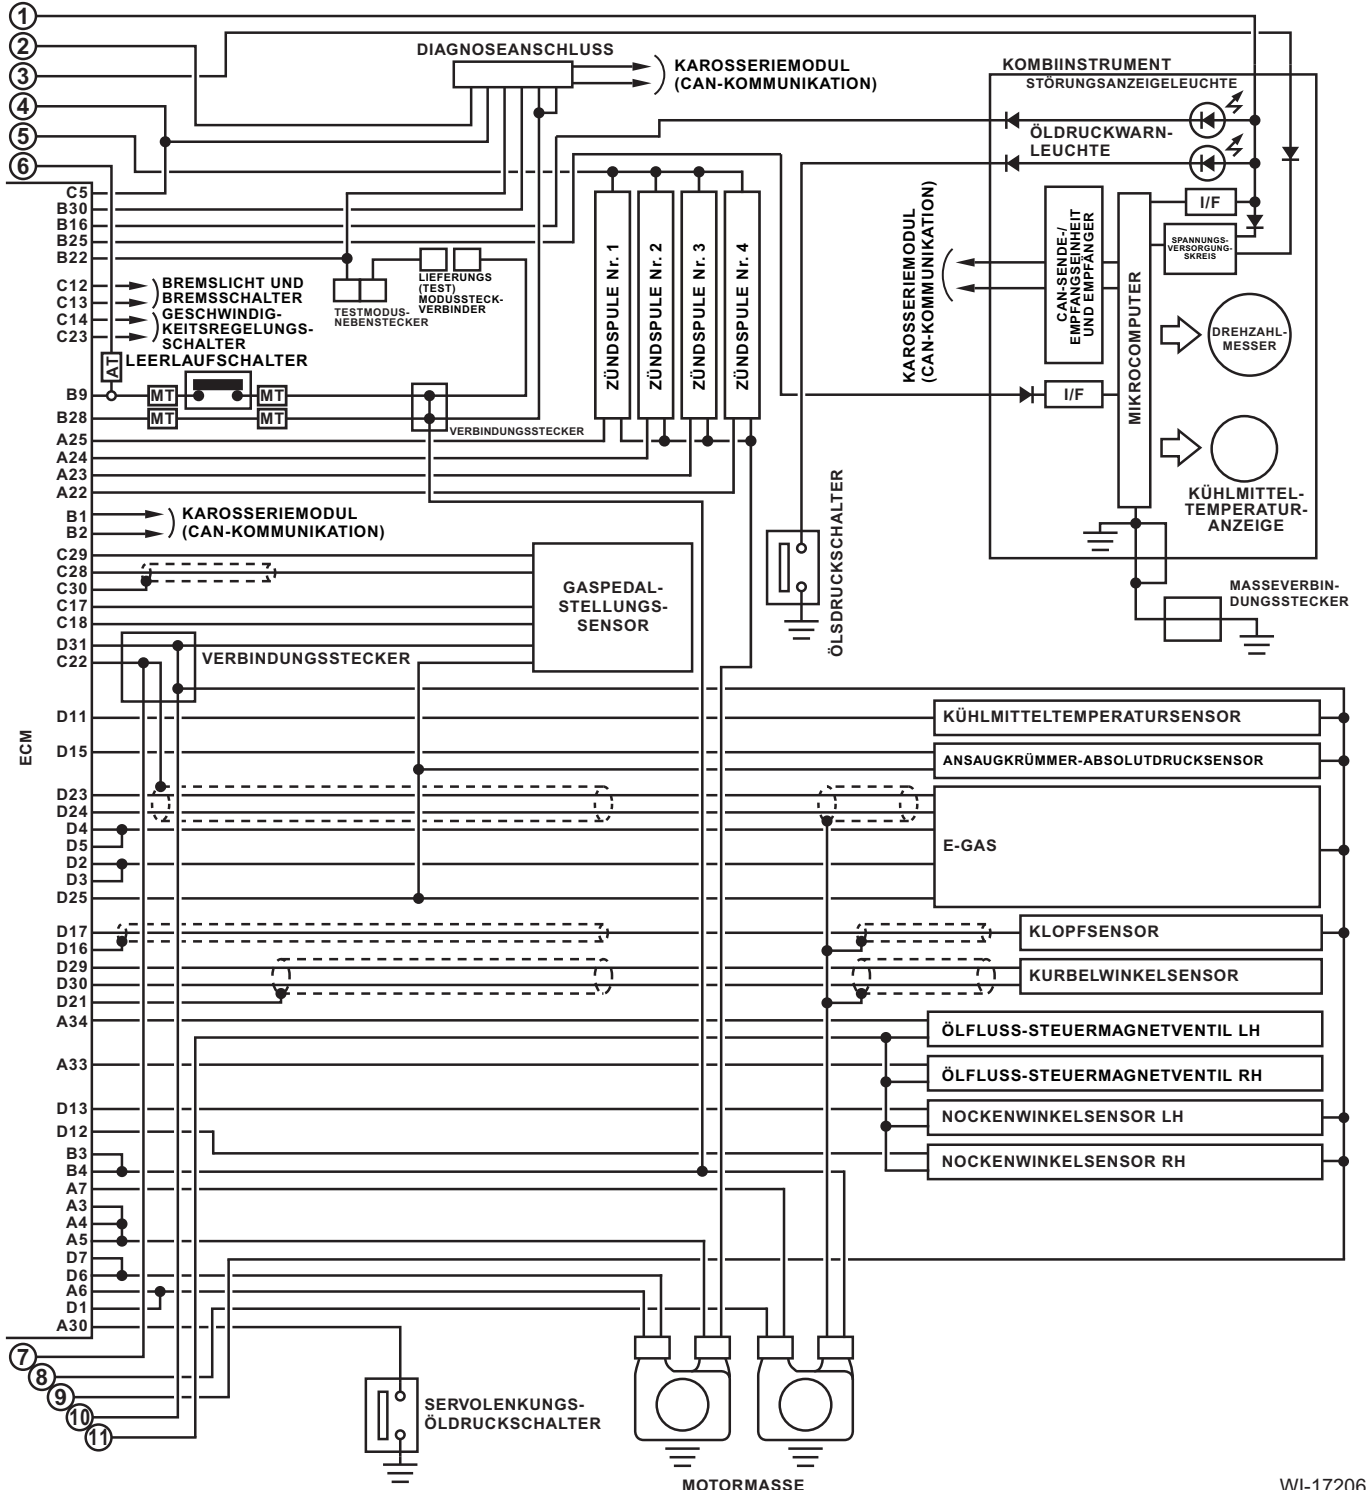 1
2
3
4
5
6
DIAGNOSEANSCHLUSS
KAROSSERIEMODUL
(CAN-KOMMUNIKATION)
KOMBIINSTRUMENT
STÖRUNGSANZEIGELEUCHTE
ÖLDRUCKWARN-
LEUCHTE
I/F
SPANNUNGS-
VERSORGUNG-
KREIS
CAN-SENDE-/
EMPFANGSEINHEIT
UND EMPFÄNGER
MIKROCOMPUTER
KAROSSERIEMODUL
(CAN-KOMMUNIKATION)
DREHZAHL-
MESSER
I/F
KÜHLMITTEL-
TEMPERATUR-
ANZEIGE
MASSEVERBIN-
DUNGSSTECKER
ZÜNDSPULE Nr. 1
ZÜNDSPULE Nr. 2
ZÜNDSPULE Nr. 3
ZÜNDSPULE Nr. 4
LIEFERUNGS
(TEST)
MODUSSTECK-
VERBINDER
TESTMODUS-
NEBENSTECKER
ECM
C5
B30
B16
B25
B22
C12
C13
C14
C23
BREMSLICHT UND
BREMSSCHALTER
GESCHWINDIG-
KEITSREGELUNGS-
SCHALTER
LEERLAUFSCHALTER
AT
B9
MT
MT
B28
MT
MT
VERBINDUNGSSTECKER
A25
A24
A23
A22
B1
B2
KAROSSERIEMODUL
(CAN-KOMMUNIKATION)
C29
C28
C30
C17
C18
D31
C22
GASPEDAL-
STELLUNGS-
SENSOR
ÖLSDRUCKSCHALTER
VERBINDUNGSSTECKER
D11
KÜHLMITTELTEMPERATURSENSOR
D15
ANSAUGKRÜMMER-ABSOLUTDRUCKSENSOR
D23
D24
D4
D5
D2
D3
D25
E-GAS
D17
D16
KLOPFSENSOR
D29
D30
D21
KURBELWINKELSENSOR
A34
ÖLFLUSS-STEUERMAGNETVENTIL LH
A33
ÖLFLUSS-STEUERMAGNETVENTIL RH
D13
NOCKENWINKELSENSOR LH
D12
NOCKENWINKELSENSOR RH
B3
B4
A7
A3
A4
A5
D7
D6
A6
D1
A30
7
8
9
10
11
SERVOLENKUNGS-
ÖLDRUCKSCHALTER
MOTORMASSE
WI-17206